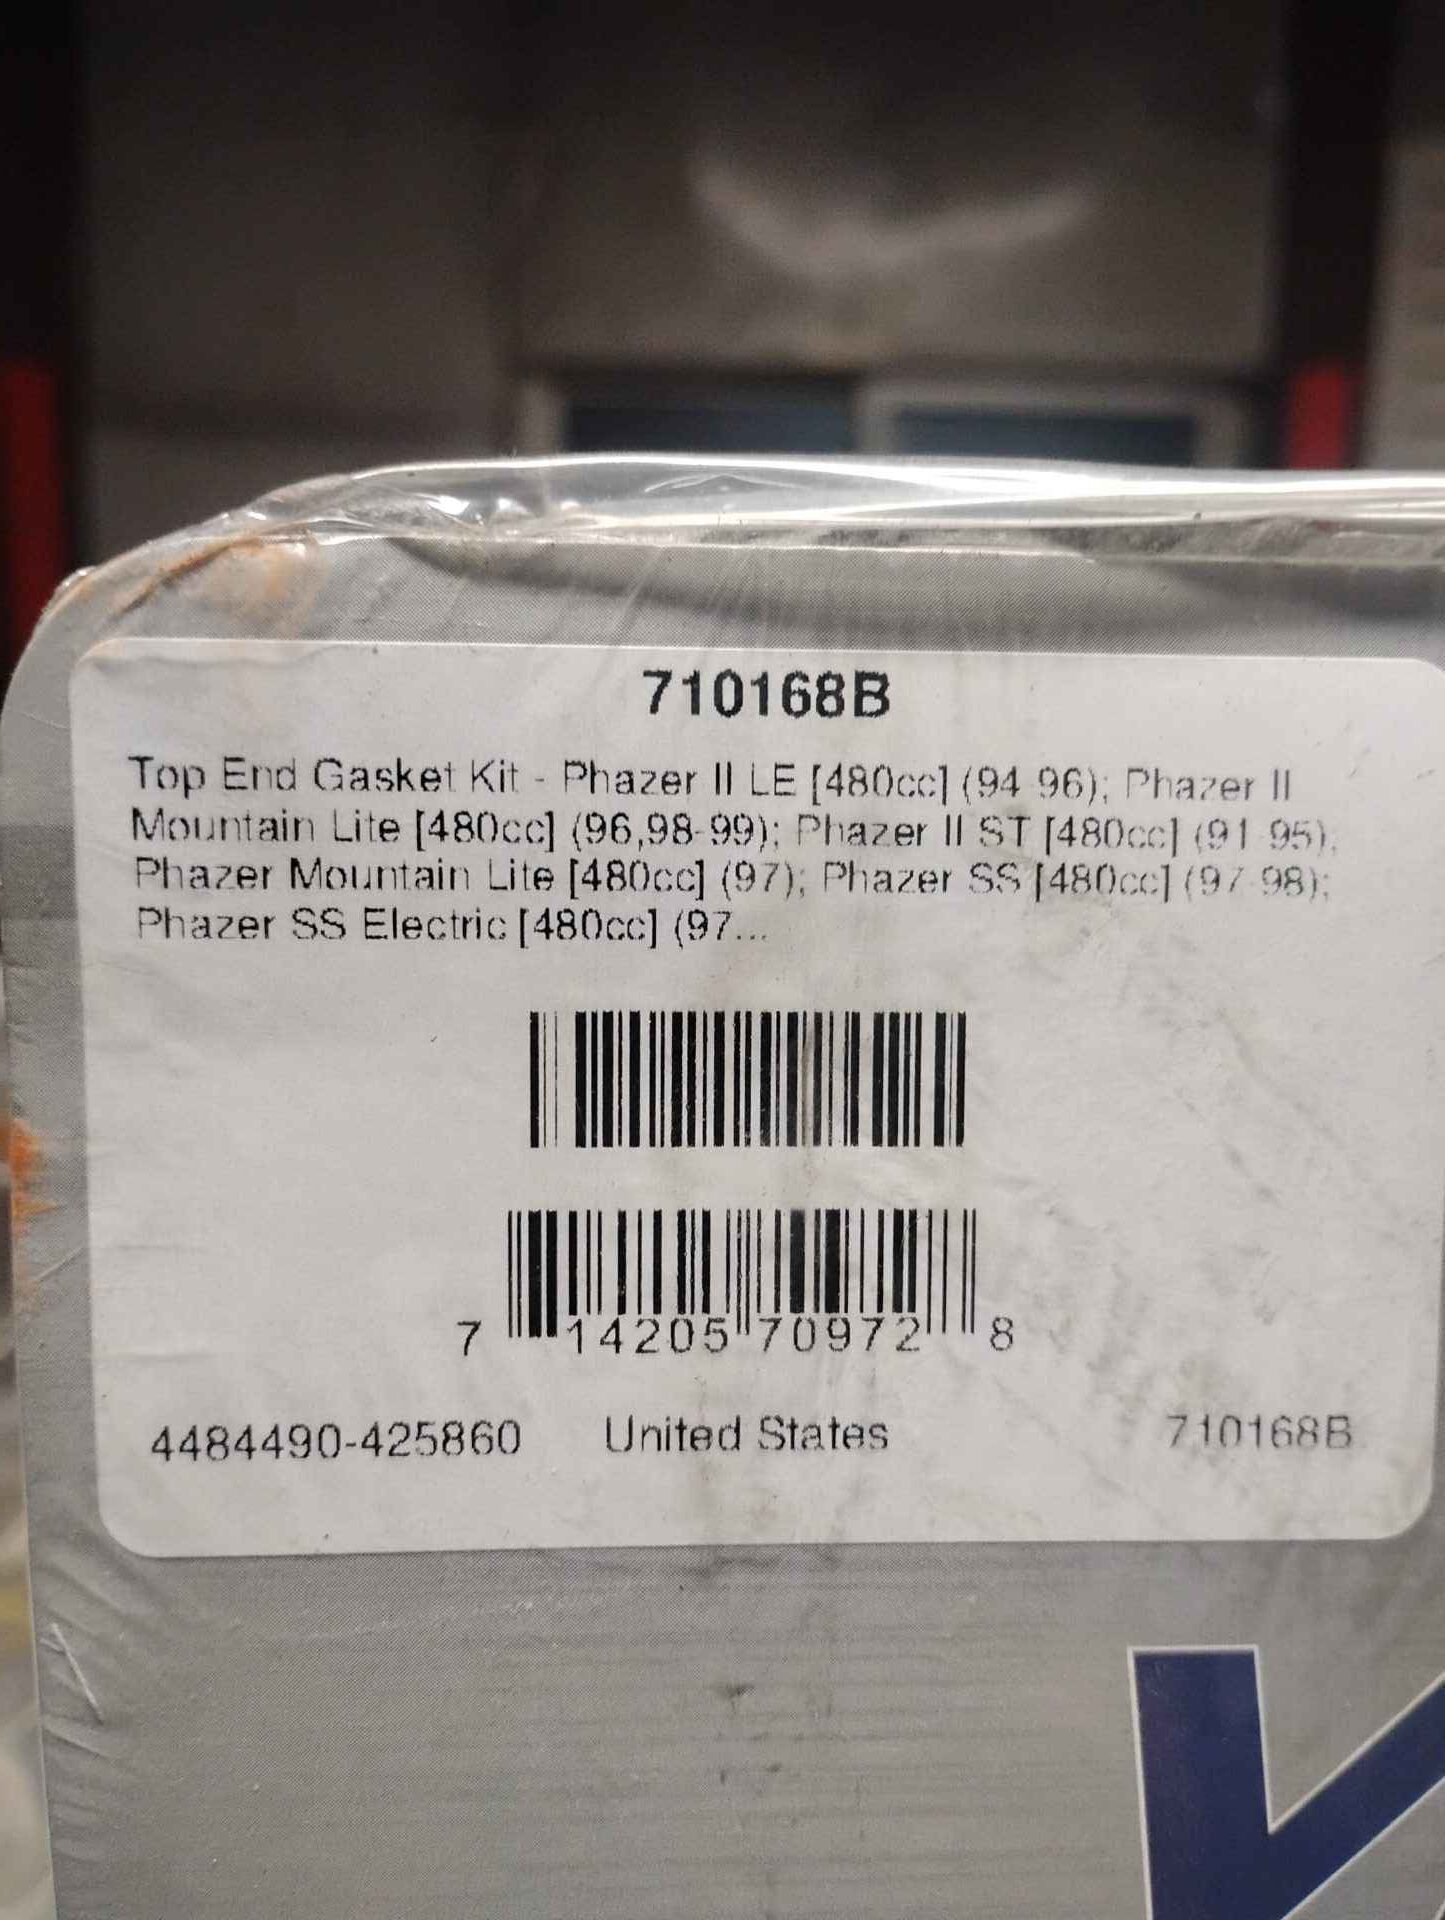 710168B
Top End Gasket Kit - Phazer II LE [480cc] (94-96); Phazer II
Mountain Lite [480cc] (96,98-99); Phazer II ST [480cc] (91-95);
Phazer Mountain Lite [480cc] (97); Phazer SS [480cc] (97-98);
Phazer SS Electric [480cc] (97...
7 14205 70972 8
4484490-425860 United States 710168B